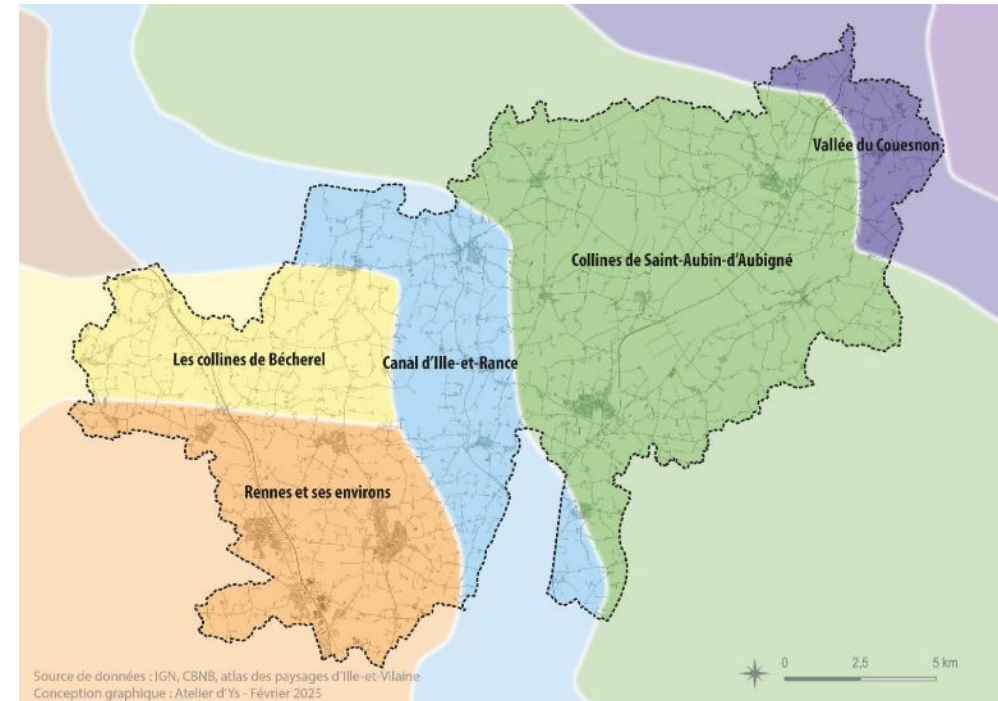 Vallée du Couesnon
Collines de Saint-Aubin-d'Aubigné
Les collines de Bécherel
Canal d'Ille-et-Rance
Rennes et ses environs
0 2,5 5 km
Source de données : IGN, CBNB, atlas des paysages d'Ille-et-Vilaine
Conception graphique : Atelier d'Ys - Février 2025